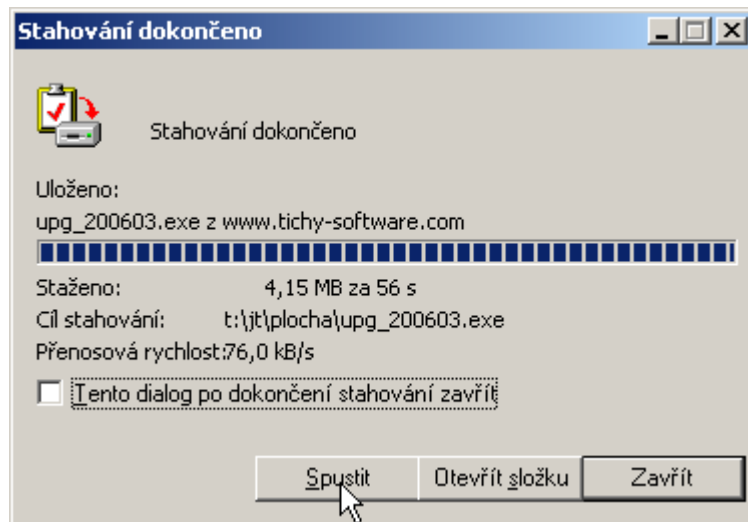 Stahování dokončeno
Stahování dokončeno
Uloženo:
upg_200603.exe z www.tichy-software.com
Staženo: 4,15 MB za 56 s
Cíl stahování: t:\jt\plocha\upg_200603.exe
Přenosová rychlost:76,0 kB/s
Tento dialog po dokončení stahování zavřít
Spustit Otevřít složku Zavřít